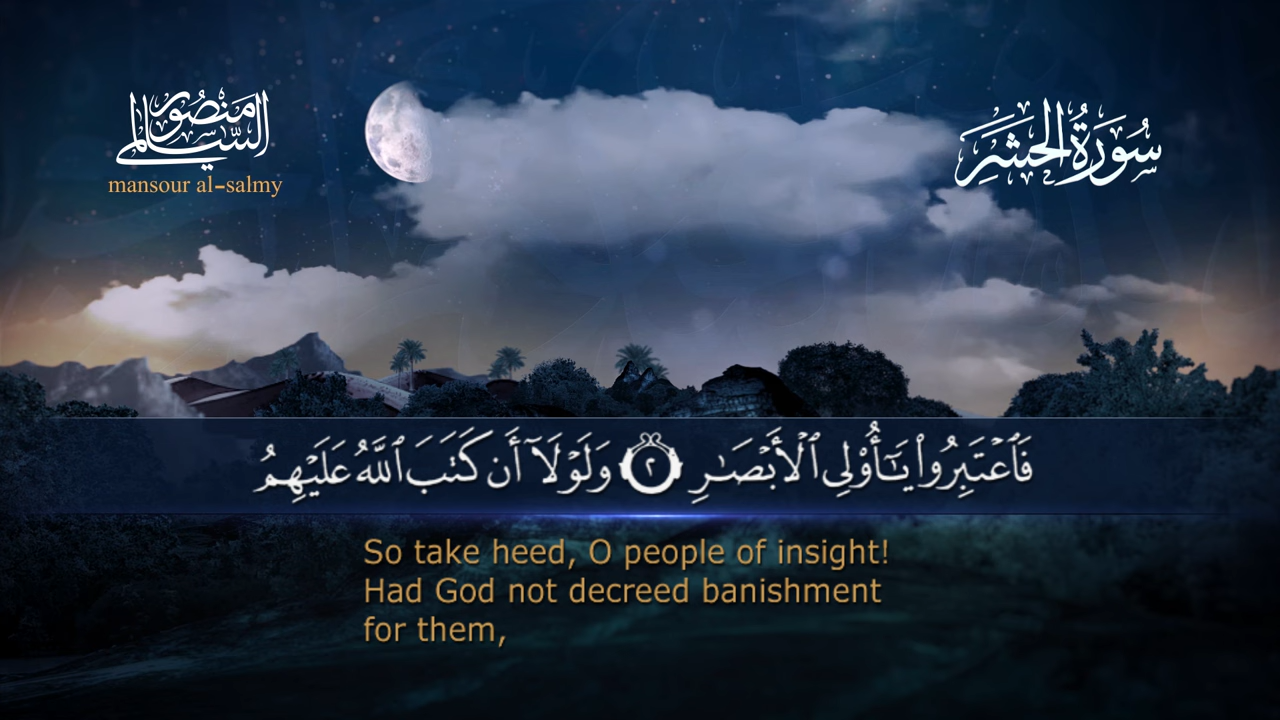 منصور السالمي
mansour al-salmy
سُورَةُ الحَشْرِ
فَٱعْتَبِرُوا۟ يَـٰٓأُو۟لِى ٱلْأَبْصَـٰرِ ٢ وَلَوْلَآ أَن كَتَبَ ٱللَّهُ عَلَيْهِمُ
So take heed, O people of insight!
Had God not decreed banishment
for them,